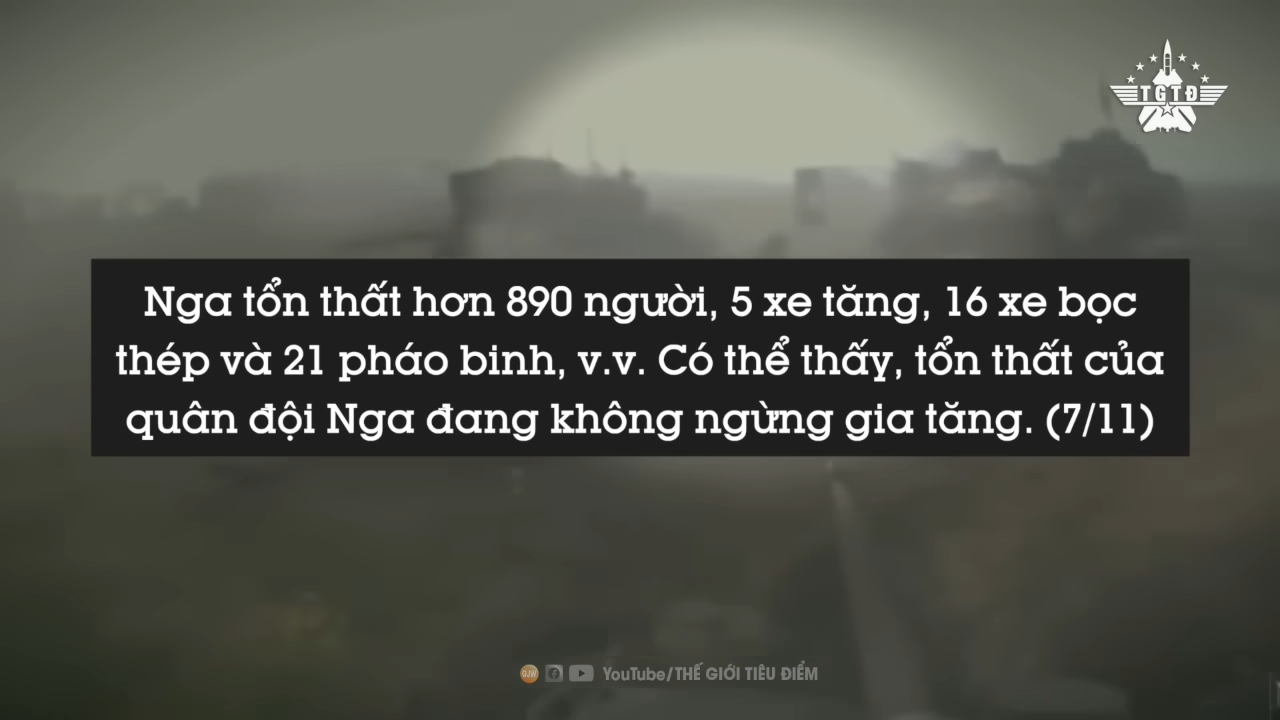 TGTĐ
Nga tổn thất hơn 890 người, 5 xe tăng, 16 xe bọc
thép và 21 pháo binh, v.v. Có thể thấy, tổn thất của
quân đội Nga đang không ngừng gia tăng. (7/11)
YouTube/THẾ GIỚI TIÊU ĐIỂM